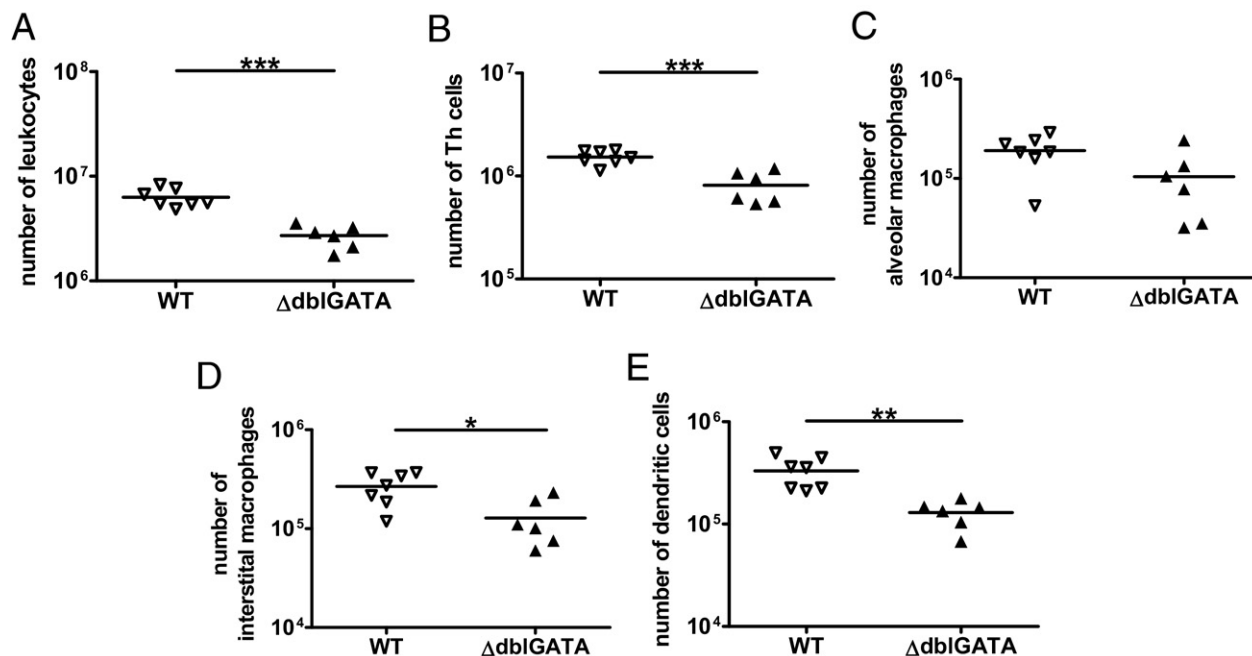 A
number of leukocytes
10⁸
10⁷
10⁶
***
WT
ΔdblGATA
B
number of Th cells
10⁷
10⁶
10⁵
***
WT
ΔdblGATA
C
number of
alveolar macrophages
10⁶
10⁵
10⁴
WT
ΔdblGATA
D
number of
interstital macrophages
10⁶
10⁵
10⁴
*
WT
ΔdblGATA
E
number of dendritic cells
10⁶
10⁵
10⁴
**
WT
ΔdblGATA